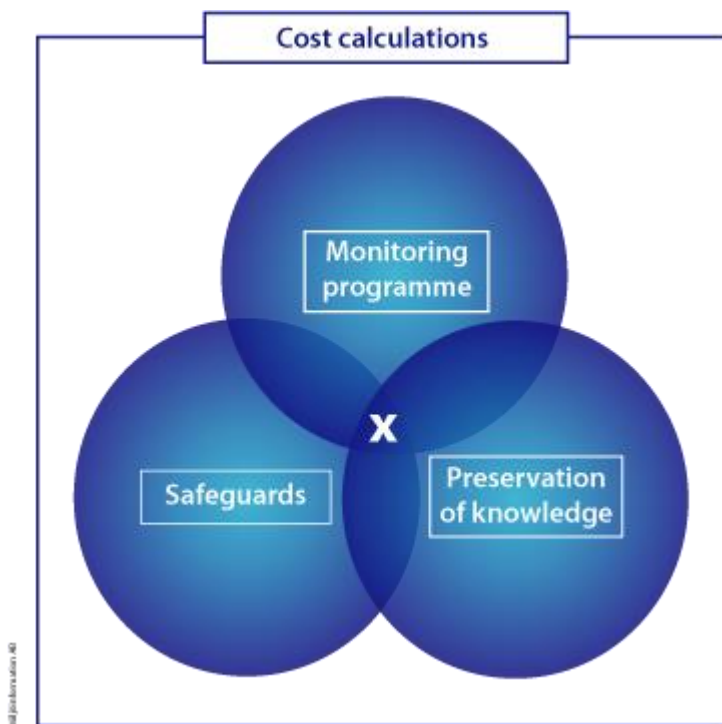 Cost calculations
Monitoring
programme
X
Safeguards
Preservation
of knowledge